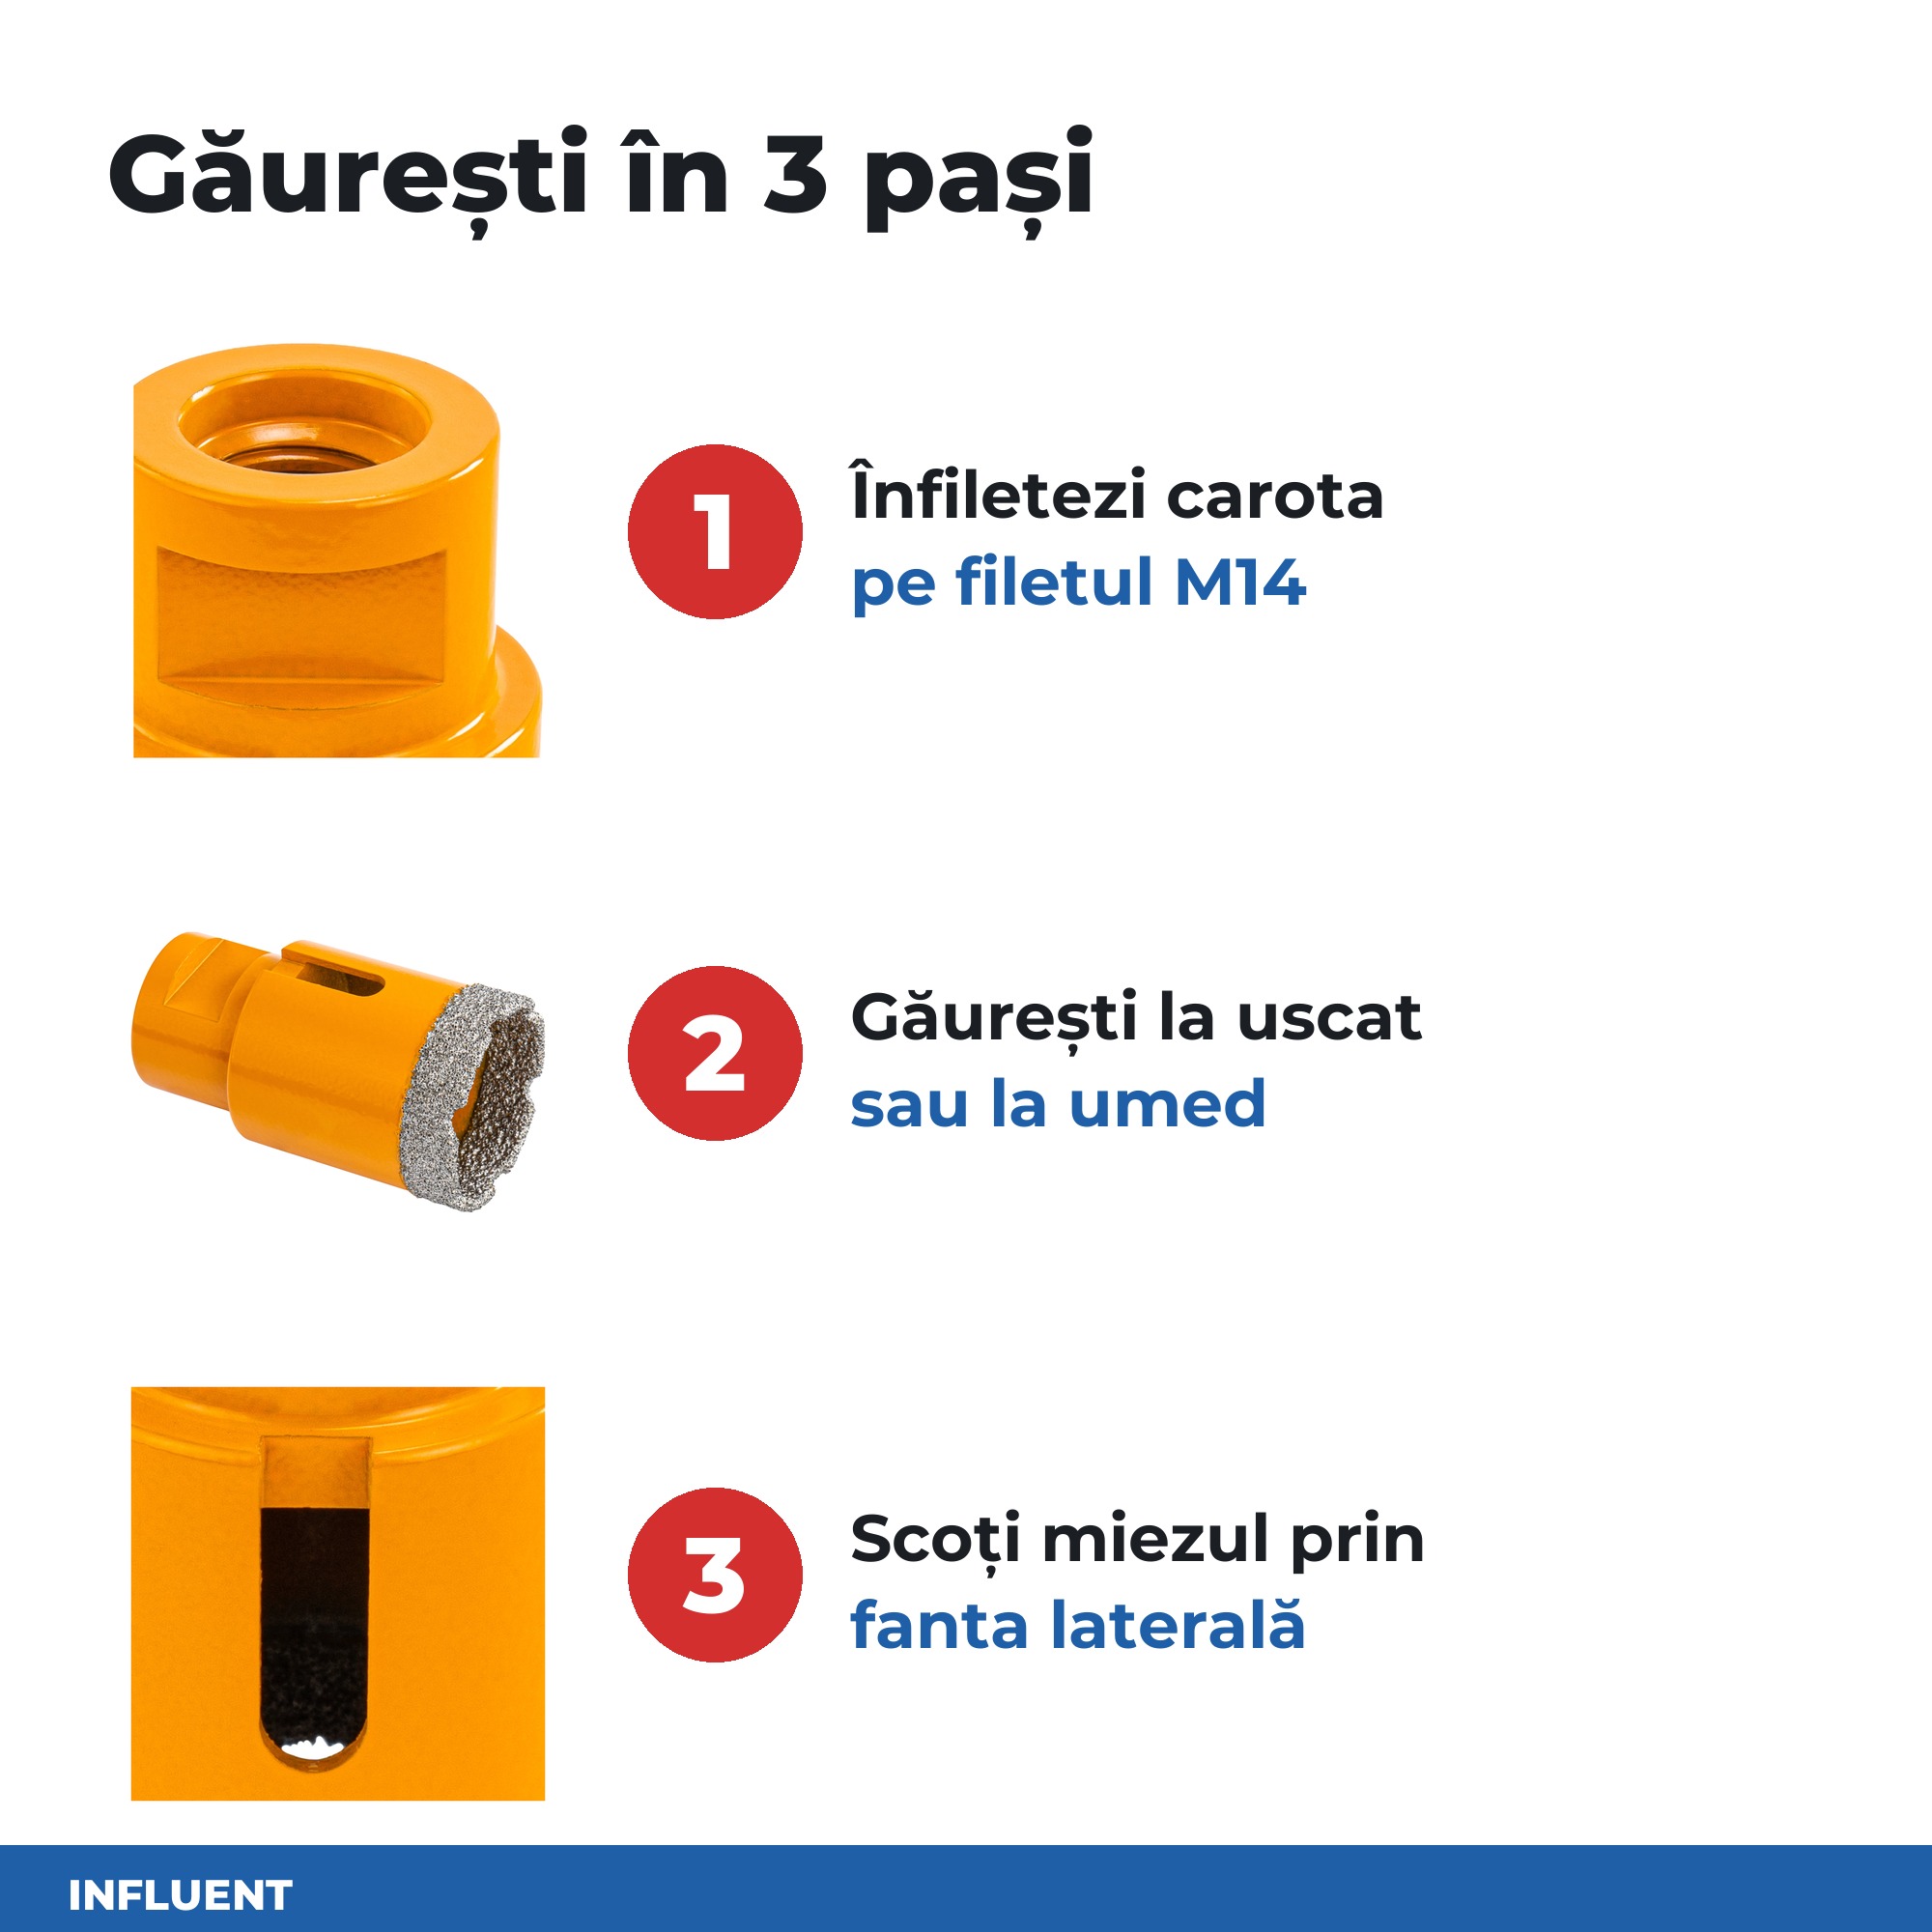 Găurești în 3 pași
1
Înfiletezi carota
pe filetul M14
2
Găurești la uscat
sau la umed
3
Scoți miezul prin
fanta laterală
INFLUENT